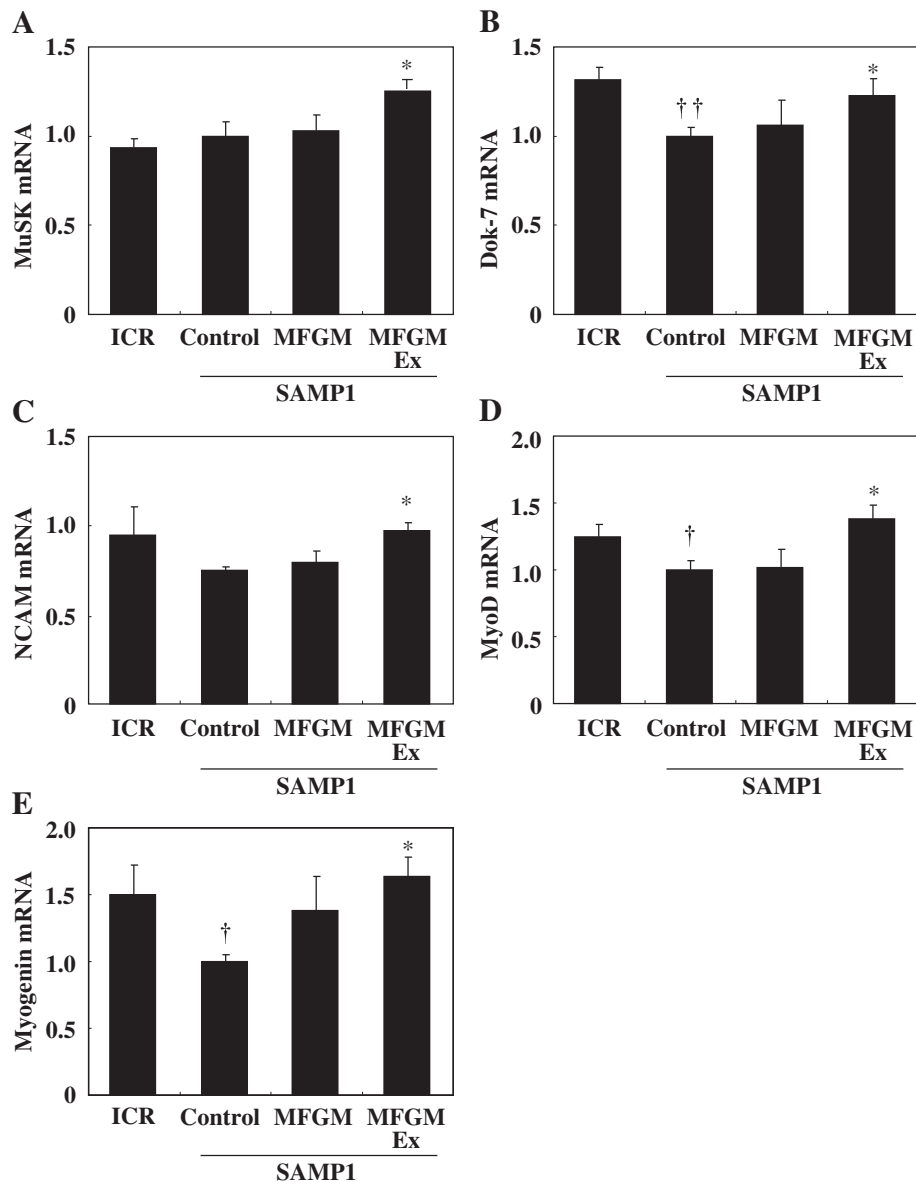 A
MuSK mRNA
1.5
1.0
0.5
0
*
ICR Control MFGM MFGM
Ex
SAMP1
B
Dok-7 mRNA
1.5
1.0
0.5
0
††
*
ICR Control MFGM MFGM
Ex
SAMP1
C
NCAM mRNA
1.5
1.0
0.5
0
*
ICR Control MFGM MFGM
Ex
SAMP1
D
MyoD mRNA
2.0
1.5
1.0
0.5
0
†
*
ICR Control MFGM MFGM
Ex
SAMP1
E
Myogenin mRNA
2.0
1.5
1.0
0.5
0
†
*
ICR Control MFGM MFGM
Ex
SAMP1